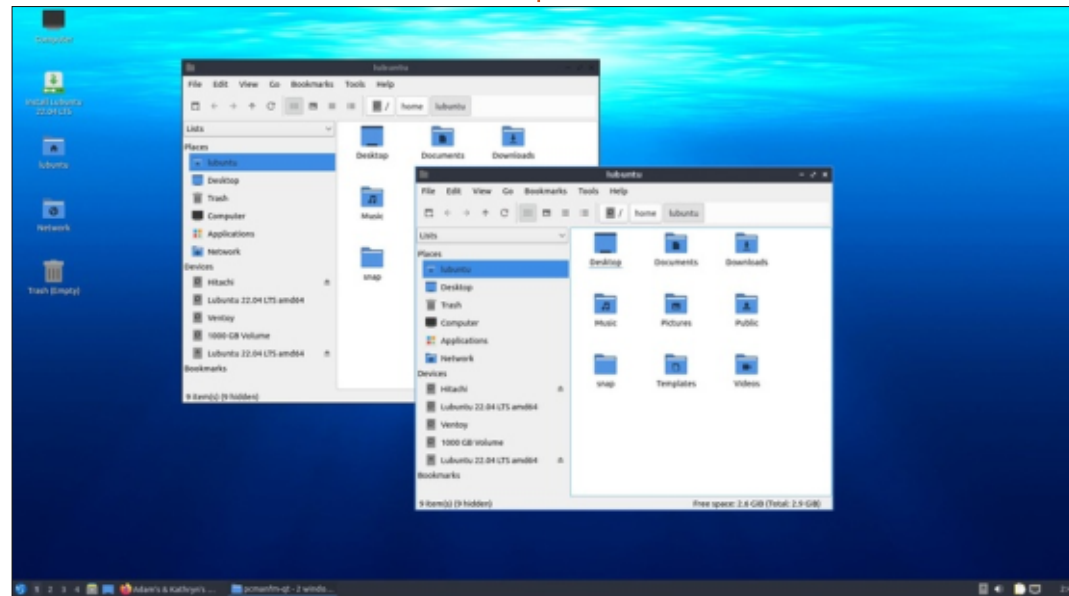 Computer
Install Lubuntu
22.04 LTS
lubuntu
Network
Trash (Empty)
lubuntu
File Edit View Go Bookmarks Tools Help
/ home lubuntu
Lists
Places
lubuntu
Desktop
Trash
Computer
Applications
Network
Devices
Hitachi
Lubuntu 22.04 LTS amd64
Ventoy
1000 GB Volume
Lubuntu 22.04 LTS amd64
Bookmarks
Desktop Documents Downloads
Music
snap
9 item(s) (9 hidden)
lubuntu
File Edit View Go Bookmarks Tools Help
/ home lubuntu
Lists
Places
lubuntu
Desktop
Trash
Computer
Applications
Network
Devices
Hitachi
Lubuntu 22.04 LTS amd64
Ventoy
1000 GB Volume
Lubuntu 22.04 LTS amd64
Bookmarks
Desktop Documents Downloads
Music Pictures Public
snap Templates Videos
9 item(s) (9 hidden) Free space: 2.6 GiB (Total: 2.9 GiB)
1 2 3 4 Adam's & Kathryn's ... pcmanfm-qt - 2 windo...